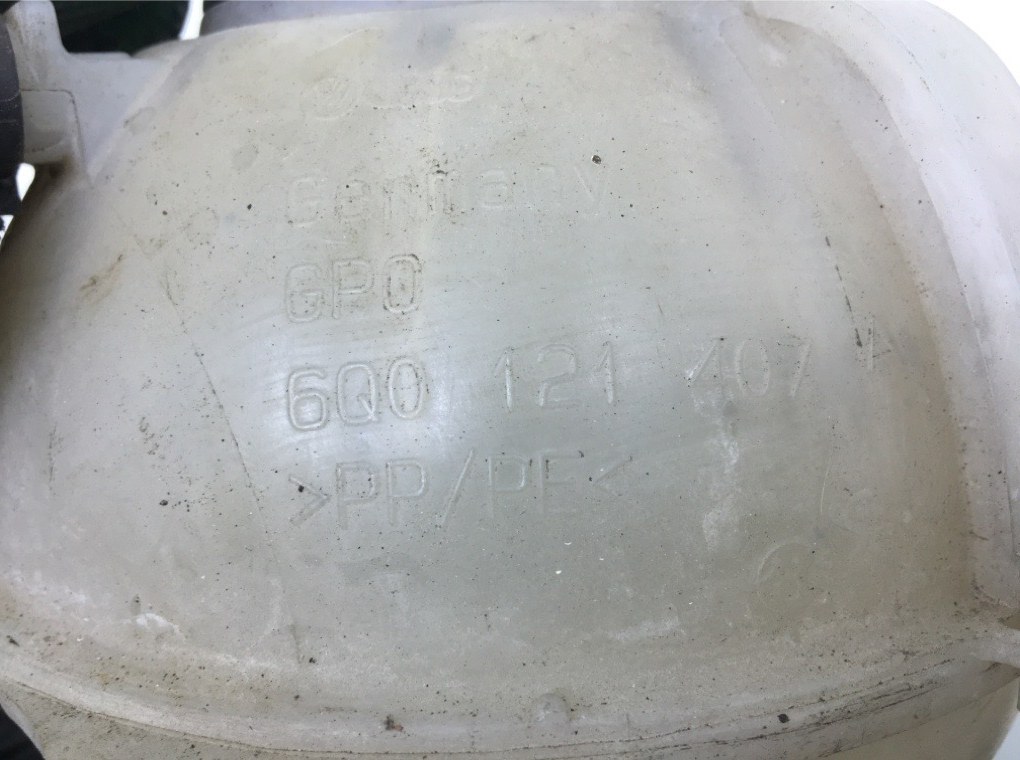 Germany
GPO
6Q0 121 407
>PP/PE<